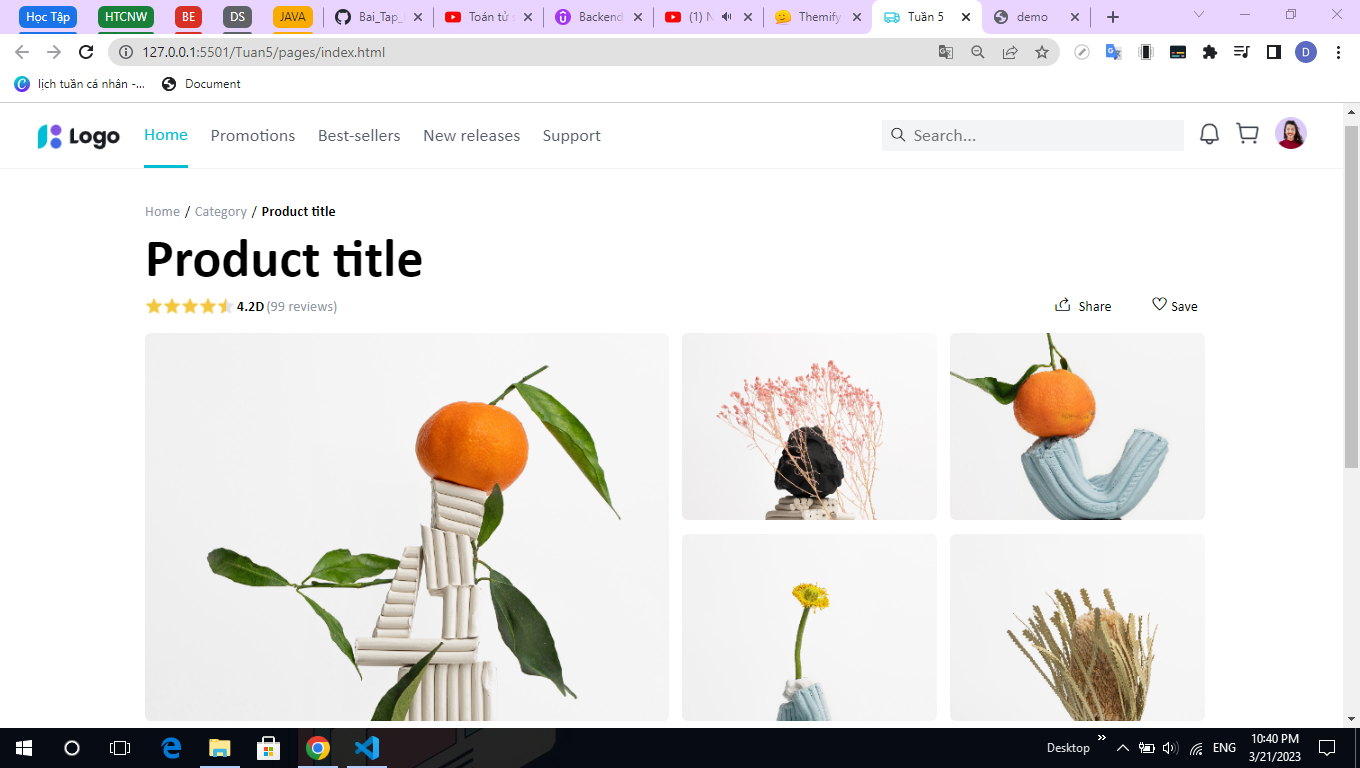 Học Tập HTCNW BE DS JAVA Bai_Tap_ Toán tử Backend (1) N Themify Tuần 5 demo
127.0.0.1:5501/Tuan5/pages/index.html D
lịch tuần cá nhân -... Document
Logo Home Promotions Best-sellers New releases Support Search...
Home / Category / Product title
Product title
4.2D (99 reviews) Share Save
Desktop ENG 10:40 PM
3/21/2023